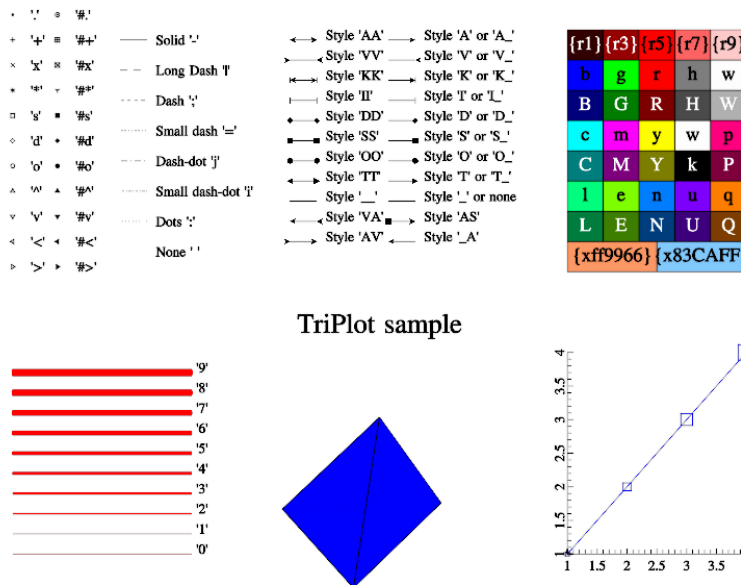 '.' '#.'
'+' '#+'
'x' '#x'
'*' '#*'
's' '#s'
'd' '#d'
'o' '#o'
'^' '#^'
'v' '#v'
'<' '#<'
'>' '#>'
Solid '-'
Long Dash '|'
Dash ';'
Small dash '='
Dash-dot 'j'
Small dash-dot 'i'
Dots ':'
None ' '
Style 'AA' Style 'A' or 'A_'
Style 'VV' Style 'V' or 'V_'
Style 'KK' Style 'K' or 'K_'
Style 'II' Style 'I' or 'I_'
Style 'DD' Style 'D' or 'D_'
Style 'SS' Style 'S' or 'S_'
Style 'OO' Style 'O' or 'O_'
Style 'TT' Style 'T' or 'T_'
Style '__' Style '_' or none
Style 'VA' Style 'AS'
Style 'AV' Style '_A'
{r1} {r3} {r5} {r7} {r9}
b g r h w
B G R H W
c m y w p
C M Y k P
l e n u q
L E N U Q
{xff9966} {x83CAFF
TriPlot sample
'9'
'8'
'7'
'6'
'5'
'4'
'3'
'2'
'1'
'0'
4
3.5
3
2.5
2
1.5
1
1 1.5 2 2.5 3 3.5 4